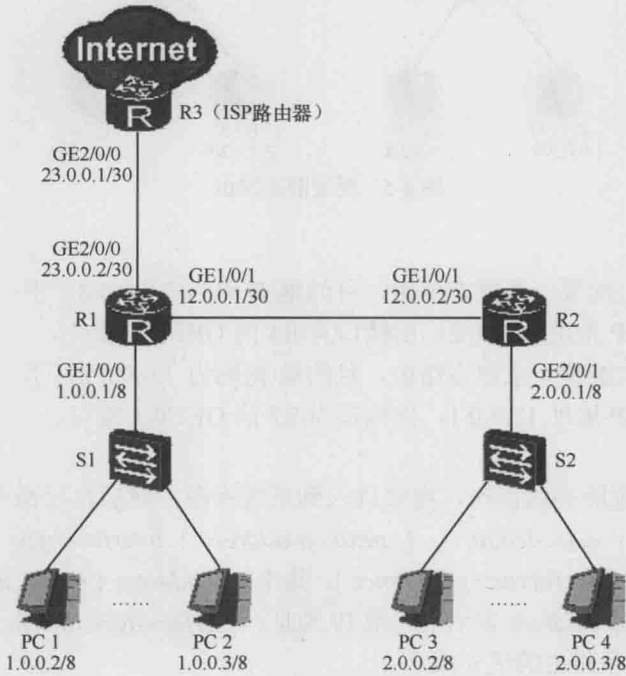 Internet
R
R3（ISP路由器）
GE2/0/0
23.0.0.1/30
GE2/0/0
23.0.0.2/30
GE1/0/1
12.0.0.1/30
GE1/0/1
12.0.0.2/30
R1
R
R
R2
GE1/0/0
1.0.0.1/8
GE2/0/1
2.0.0.1/8
S1
S2
……
……
PC 1
1.0.0.2/8
PC 2
1.0.0.3/8
PC 3
2.0.0.2/8
PC 4
2.0.0.3/8